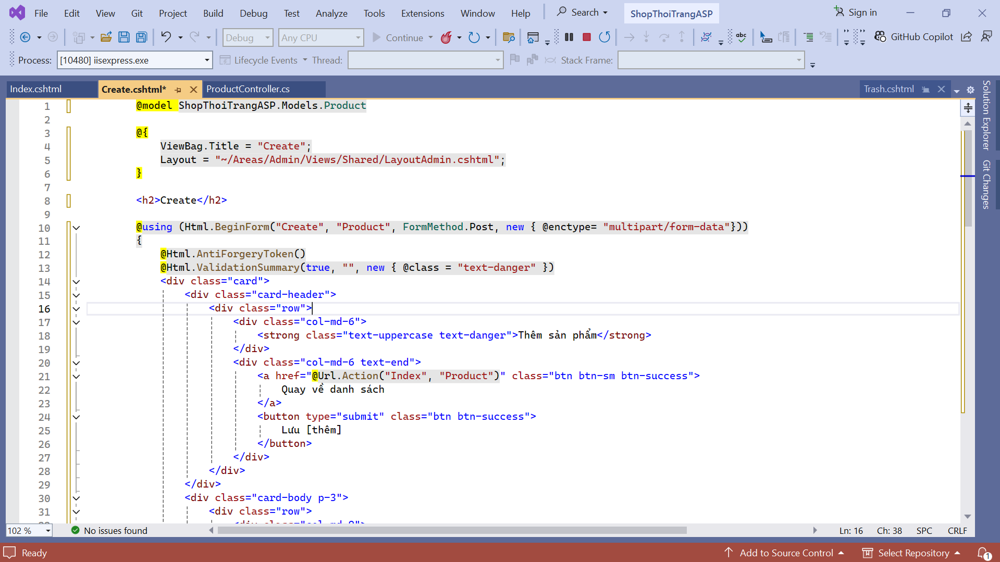 File Edit View Git Project Build Debug Test Analyze Tools Extensions Window Help Search ShopThoiTrangASP Sign in
Debug Any CPU Continue abc GitHub Copilot
Process: [10480] iisexpress.exe Lifecycle Events Thread: Stack Frame:
Index.cshtml Create.cshtml* ProductController.cs Trash.cshtml
Solution Explorer
Git Changes
1 @model ShopThoiTrangASP.Models.Product
2
3 @{
4 ViewBag.Title = "Create";
5 Layout = "~/Areas/Admin/Views/Shared/LayoutAdmin.cshtml";
6 }
7
8 <h2>Create</h2>
9
10 @using (Html.BeginForm("Create", "Product", FormMethod.Post, new { @enctype= "multipart/form-data"}))
11 {
12 @Html.AntiForgeryToken()
13 @Html.ValidationSummary(true, "", new { @class = "text-danger" })
14 <div class="card">
15 <div class="card-header">
16 <div class="row">
17 <div class="col-md-6">
18 <strong class="text-uppercase text-danger">Thêm sản phẩm</strong>
19 </div>
20 <div class="col-md-6 text-end">
21 <a href="@Url.Action("Index", "Product")" class="btn btn-sm btn-success">
22 Quay về danh sách
23 </a>
24 <button type="submit" class="btn btn-success">
25 Lưu [thêm]
26 </button>
27 </div>
28 </div>
29 </div>
30 <div class="card-body p-3">
31 <div class="row">
102 % No issues found Ln: 16 Ch: 38 SPC CRLF
Ready Add to Source Control Select Repository 1